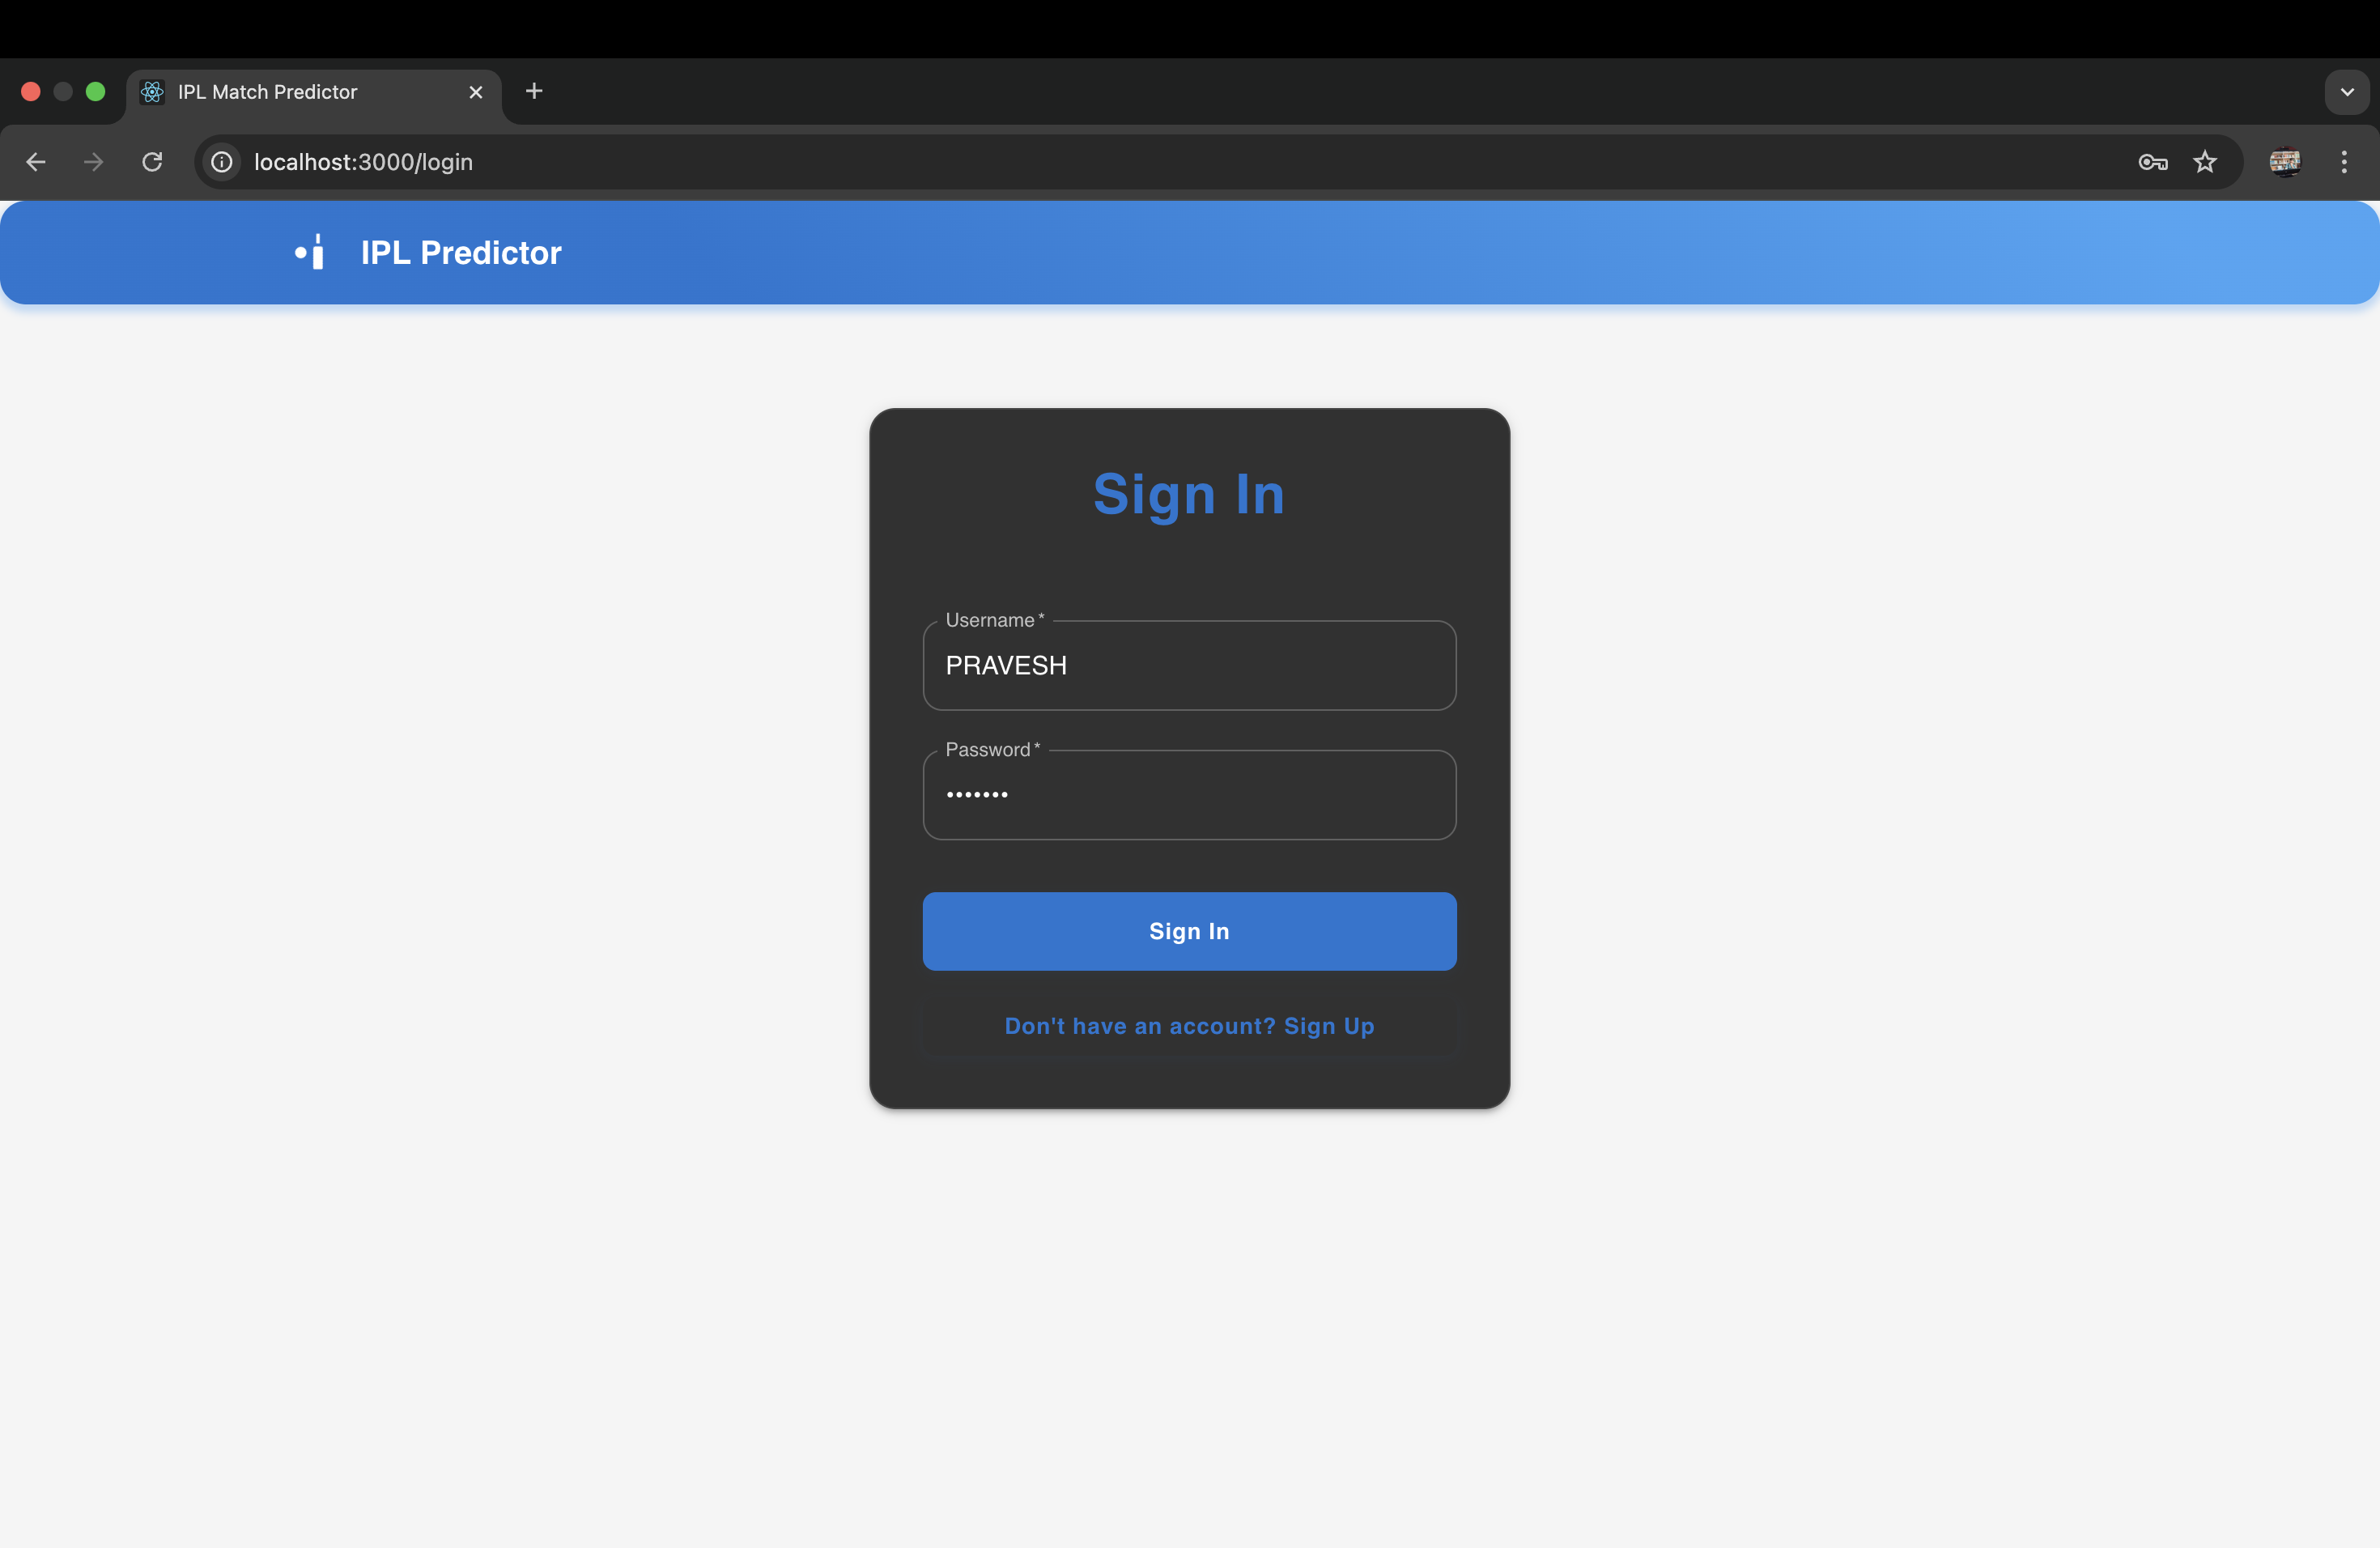 IPL Match Predictor
localhost:3000/login
IPL Predictor
Sign In
Username *
PRAVESH
Password *
•••••••
Sign In
Don't have an account? Sign Up